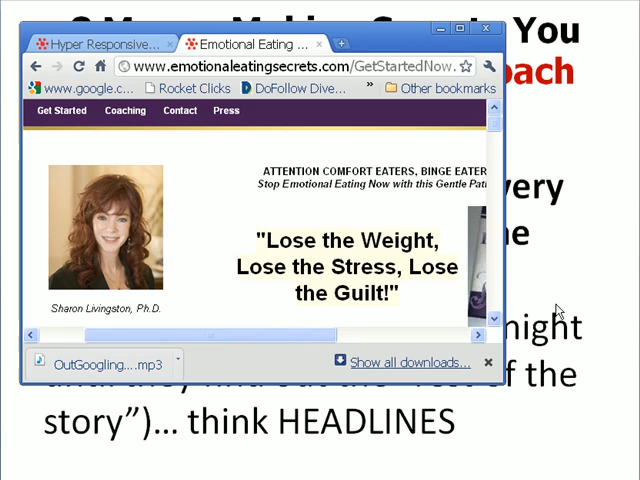 You
Hyper Responsive...
Emotional Eating ...
www.emotionaleatingsecrets.com/GetStartedNow.
www.google.c...
Rocket Clicks
DoFollow Dive...
»
Other bookmarks
Get Started
Coaching
Contact
Press
ATTENTION COMFORT EATERS, BINGE EATER
Stop Emotional Eating Now with this Gentle Pat
very
"Lose the Weight,
Lose the Stress, Lose
the Guilt!"
Sharon Livingston, Ph.D.
night
OutGoogling....mp3
Show all downloads...
of the
story”)... think HEADLINES